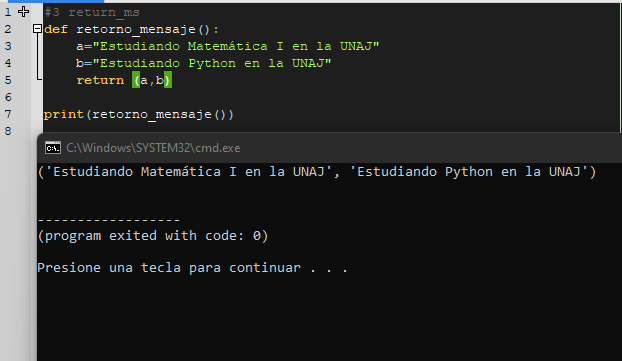 1 #3 return_ms
2 def retorno_mensaje():
3 a="Estudiando Matemática I en la UNAJ"
4 b="Estudiando Python en la UNAJ"
5 return (a,b)
6
7 print(retorno_mensaje())
8
C:\Windows\SYSTEM32\cmd.exe
('Estudiando Matemática I en la UNAJ', 'Estudiando Python en la UNAJ')
------------------
(program exited with code: 0)
Presione una tecla para continuar . . .